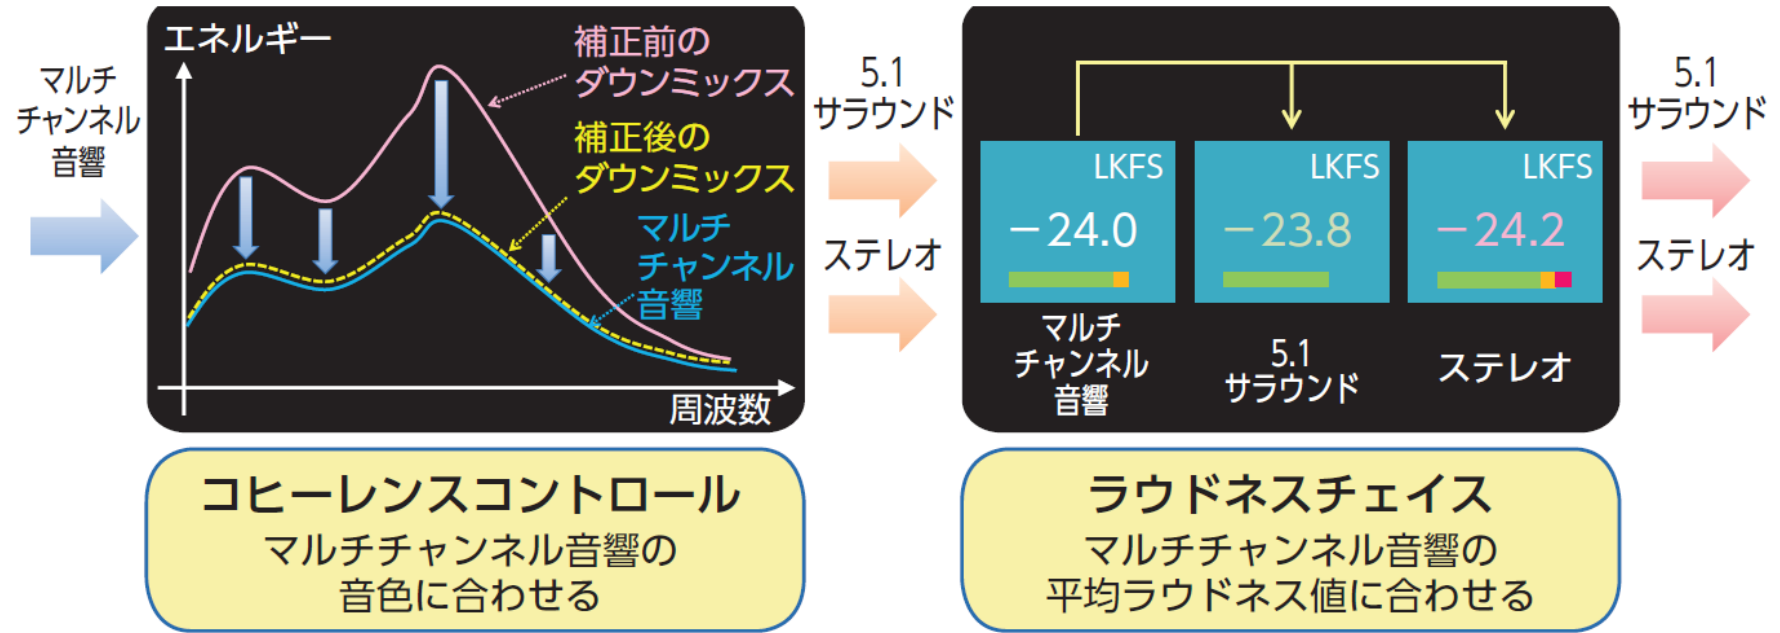 マルチ
チャンネル
音響
エネルギー
補正前の
ダウンミックス
補正後の
ダウンミックス
マルチ
チャンネル
音響
周波数
コヒーレンスコントロール
マルチチャンネル音響の
音色に合わせる
5.1
サラウンド
ステレオ
LKFS
−24.0
マルチ
チャンネル
音響
LKFS
−23.8
5.1
サラウンド
LKFS
−24.2
ステレオ
ラウドネスチェイス
マルチチャンネル音響の
平均ラウドネス値に合わせる
5.1
サラウンド
ステレオ